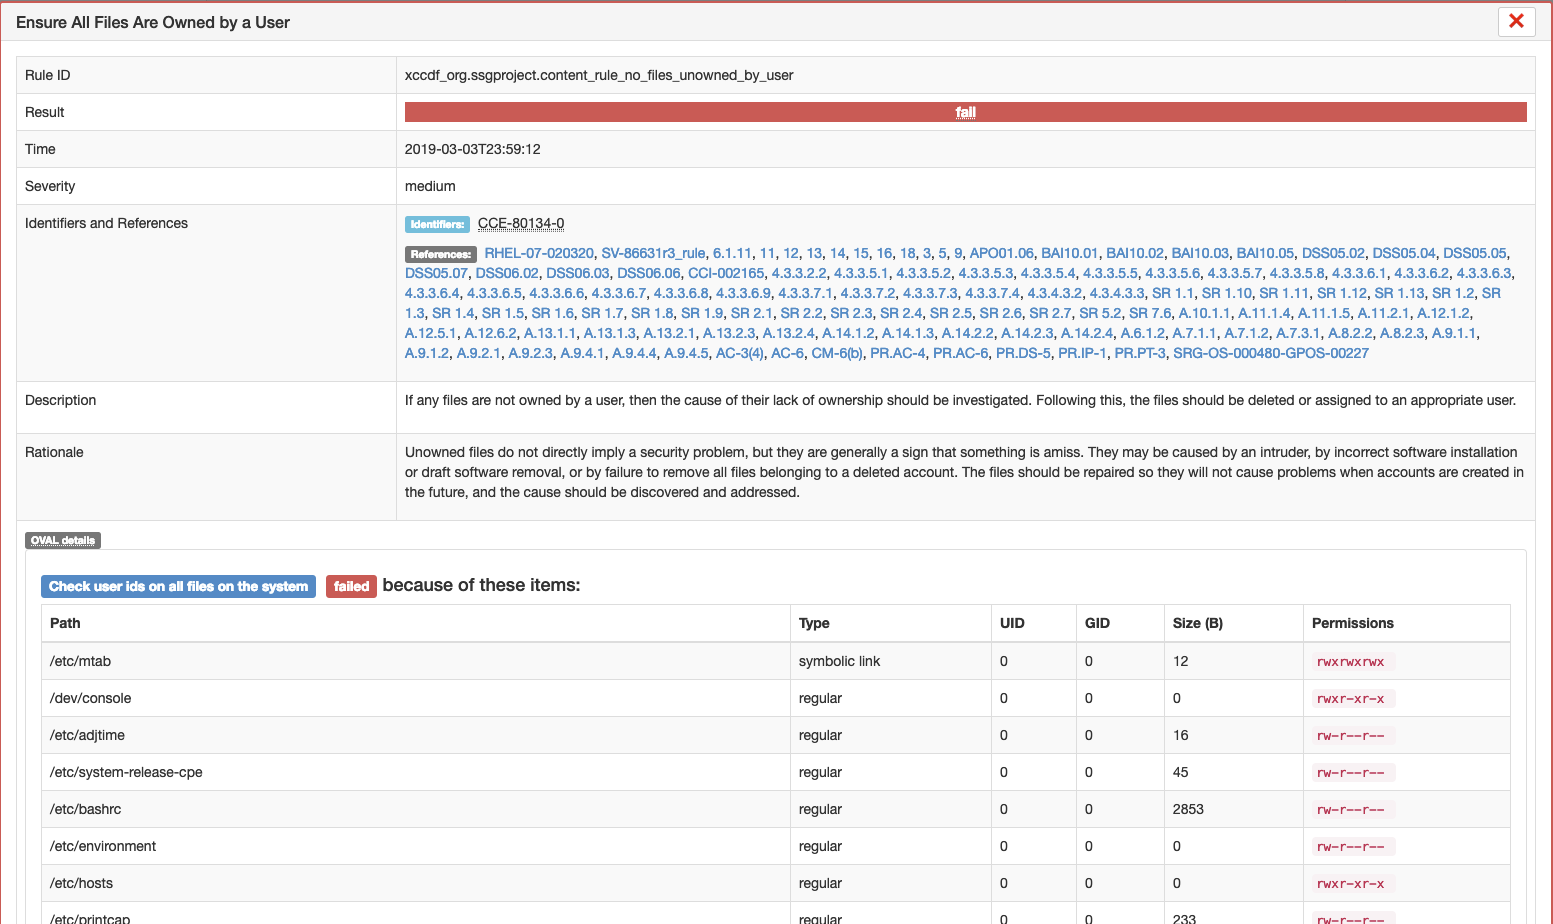 Ensure All Files Are Owned by a User
Rule ID xccdf_org.ssgproject.content_rule_no_files_unowned_by_user
Result fail
Time 2019-03-03T23:59:12
Severity medium
Identifiers and References Identifiers: CCE-80134-0
References: RHEL-07-020320, SV-86631r3_rule, 6.1.11, 11, 12, 13, 14, 15, 16, 18, 3, 5, 9, APO01.06, BAI10.01, BAI10.02, BAI10.03, BAI10.05, DSS05.02, DSS05.04, DSS05.05,
DSS05.07, DSS06.02, DSS06.03, DSS06.06, CCI-002165, 4.3.3.2.2, 4.3.3.5.1, 4.3.3.5.2, 4.3.3.5.3, 4.3.3.5.4, 4.3.3.5.5, 4.3.3.5.6, 4.3.3.5.7, 4.3.3.5.8, 4.3.3.6.1, 4.3.3.6.2, 4.3.3.6.3,
4.3.3.6.4, 4.3.3.6.5, 4.3.3.6.6, 4.3.3.6.7, 4.3.3.6.8, 4.3.3.6.9, 4.3.3.7.1, 4.3.3.7.2, 4.3.3.7.3, 4.3.3.7.4, 4.3.4.3.2, 4.3.4.3.3, SR 1.1, SR 1.10, SR 1.11, SR 1.12, SR 1.13, SR 1.2, SR
1.3, SR 1.4, SR 1.5, SR 1.6, SR 1.7, SR 1.8, SR 1.9, SR 2.1, SR 2.2, SR 2.3, SR 2.4, SR 2.5, SR 2.6, SR 2.7, SR 5.2, SR 7.6, A.10.1.1, A.11.1.4, A.11.1.5, A.11.2.1, A.12.1.2,
A.12.5.1, A.12.6.2, A.13.1.1, A.13.1.3, A.13.2.1, A.13.2.3, A.13.2.4, A.14.1.2, A.14.1.3, A.14.2.2, A.14.2.3, A.14.2.4, A.6.1.2, A.7.1.1, A.7.1.2, A.7.3.1, A.8.2.2, A.8.2.3, A.9.1.1,
A.9.1.2, A.9.2.1, A.9.2.3, A.9.4.1, A.9.4.4, A.9.4.5, AC-3(4), AC-6, CM-6(b), PR.AC-4, PR.AC-6, PR.DS-5, PR.IP-1, PR.PT-3, SRG-OS-000480-GPOS-00227
Description If any files are not owned by a user, then the cause of their lack of ownership should be investigated. Following this, the files should be deleted or assigned to an appropriate user.
Rationale Unowned files do not directly imply a security problem, but they are generally a sign that something is amiss. They may be caused by an intruder, by incorrect software installation
or draft software removal, or by failure to remove all files belonging to a deleted account. The files should be repaired so they will not cause problems when accounts are created in
the future, and the cause should be discovered and addressed.
OVAL details
Check user ids on all files on the system failed because of these items:
Path Type UID GID Size (B) Permissions
/etc/mtab symbolic link 0 0 12 rwxrwxrwx
/dev/console regular 0 0 0 rwxr-xr-x
/etc/adjtime regular 0 0 16 rw-r--r--
/etc/system-release-cpe regular 0 0 45 rw-r--r--
/etc/bashrc regular 0 0 2853 rw-r--r--
/etc/environment regular 0 0 0 rw-r--r--
/etc/hosts regular 0 0 0 rwxr-xr-x
/etc/printcap regular 0 0 233 rw-r--r--